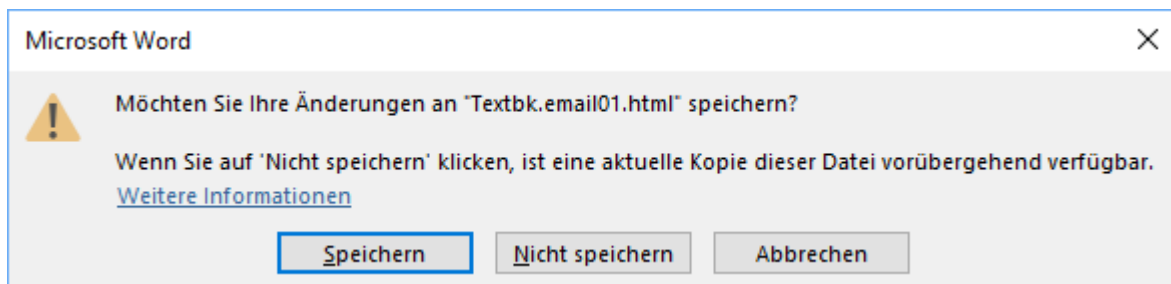 Microsoft Word
Möchten Sie Ihre Änderungen an "Textbk.email01.html" speichern?
Wenn Sie auf 'Nicht speichern' klicken, ist eine aktuelle Kopie dieser Datei vorübergehend verfügbar.
Weitere Informationen
Speichern Nicht speichern Abbrechen